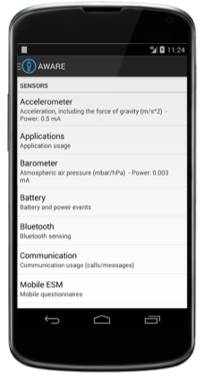 11:24
AWARE
SENSORS
Accelerometer
Acceleration, including the force of gravity (m/s^2) -
Power: 0.5 mA
Applications
Application usage
Barometer
Atmospheric air pressure (mbar/hPa) - Power: 0.003
mA
Battery
Battery and power events
Bluetooth
Bluetooth sensing
Communication
Communication usage (calls/messages)
Mobile ESM
Mobile questionnaires